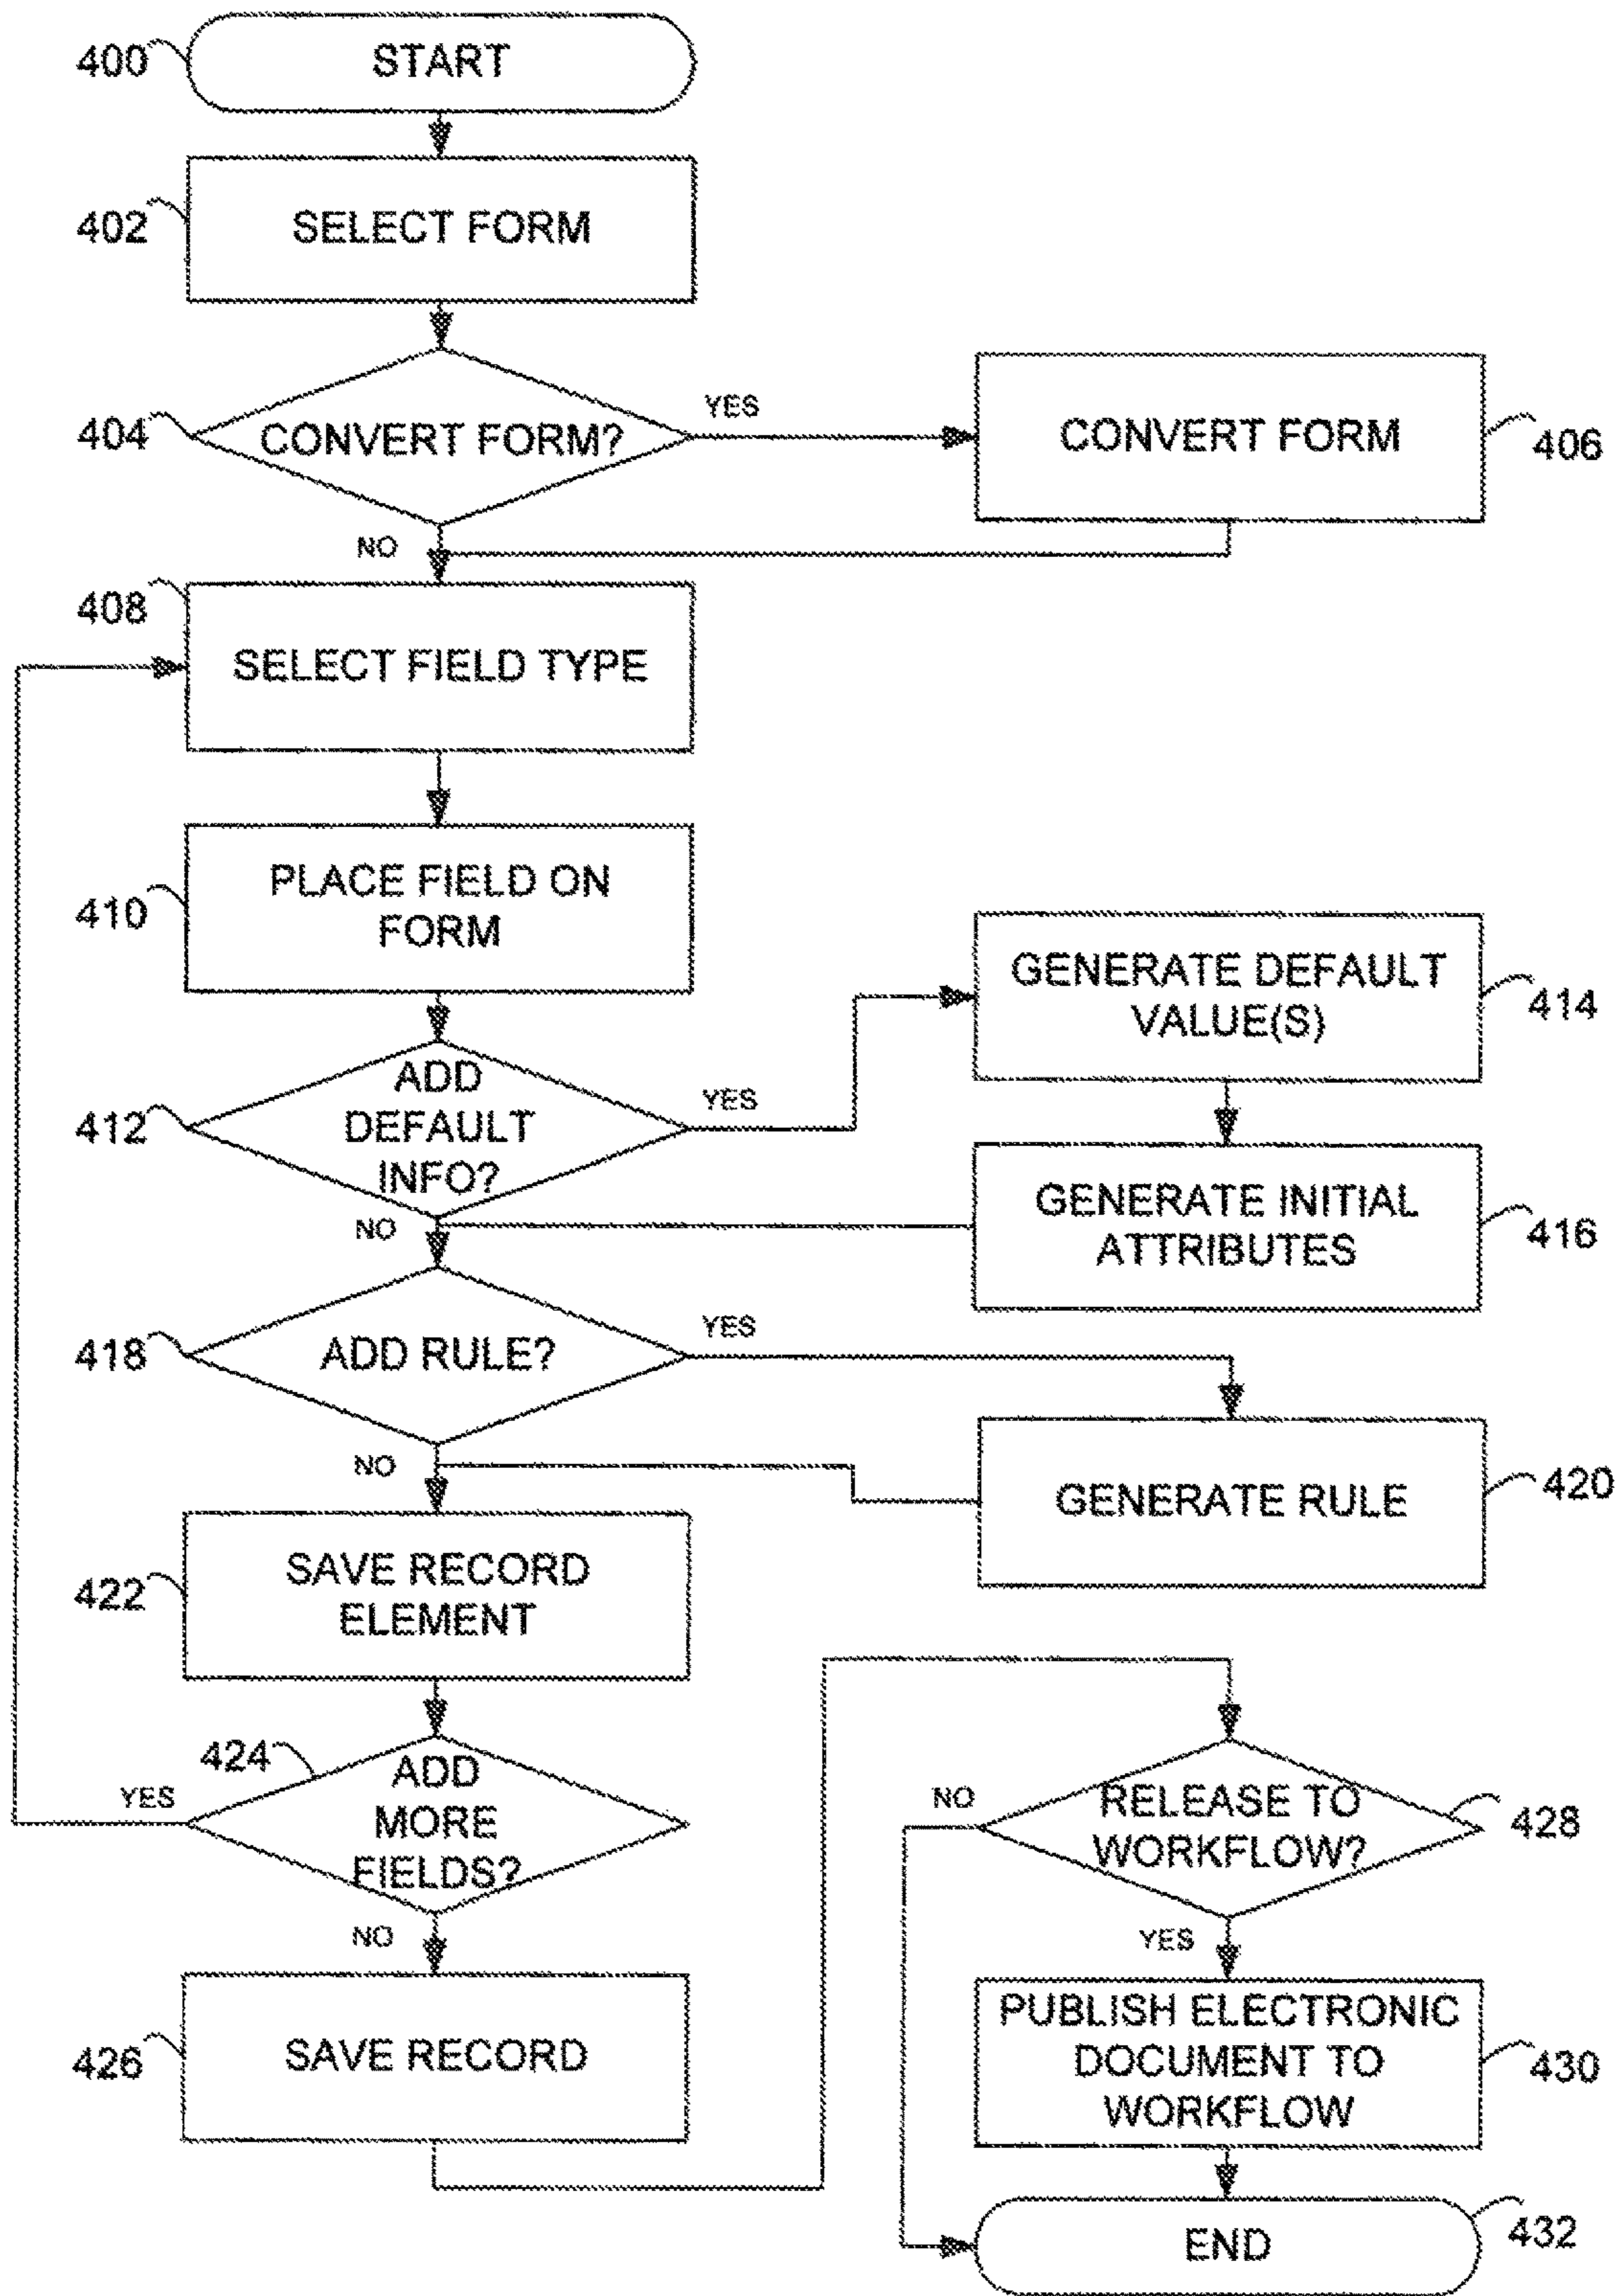 400
START
402
SELECT FORM
404
CONVERT FORM?
YES
CONVERT FORM
406
NO
408
SELECT FIELD TYPE
410
PLACE FIELD ON
FORM
412
ADD
DEFAULT
INFO?
YES
GENERATE DEFAULT
VALUE(S)
414
NO
GENERATE INITIAL
ATTRIBUTES
416
418
ADD RULE?
YES
NO
GENERATE RULE
420
422
SAVE RECORD
ELEMENT
424
YES
ADD
MORE
FIELDS?
NO
426
SAVE RECORD
NO
RELEASE TO
WORKFLOW?
428
YES
PUBLISH ELECTRONIC
DOCUMENT TO
WORKFLOW
430
END
432